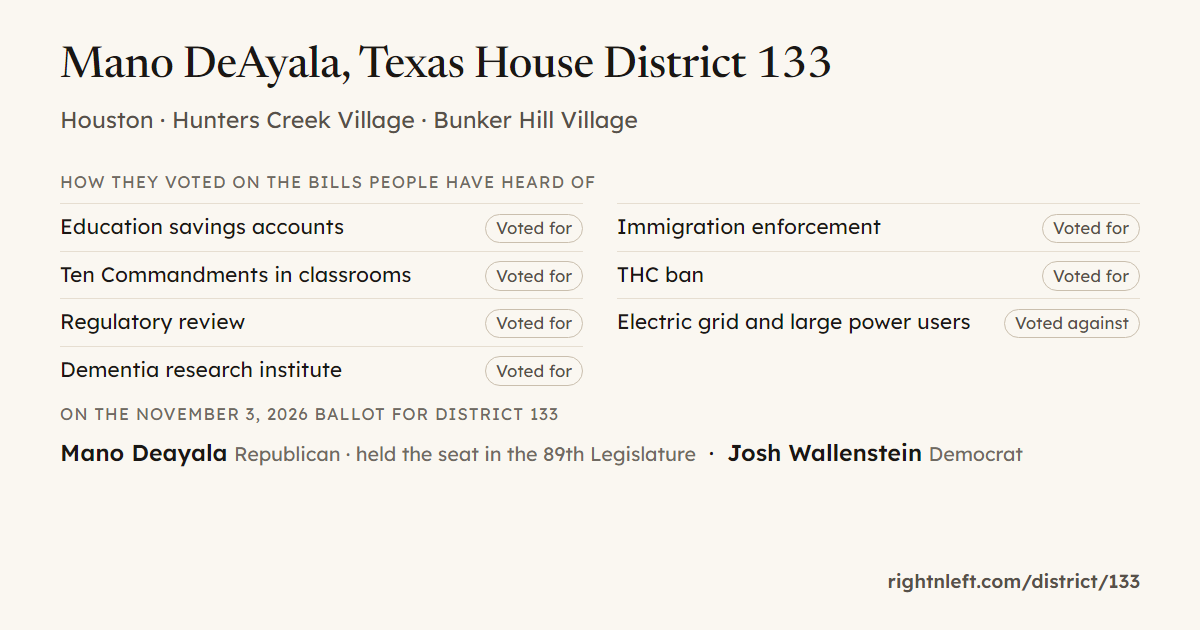 Mano DeAyala, Texas House District 133
Houston · Hunters Creek Village · Bunker Hill Village
HOW THEY VOTED ON THE BILLS PEOPLE HAVE HEARD OF
Education savings accounts Voted for
Immigration enforcement Voted for
Ten Commandments in classrooms Voted for
THC ban Voted for
Regulatory review Voted for
Electric grid and large power users Voted against
Dementia research institute Voted for
ON THE NOVEMBER 3, 2026 BALLOT FOR DISTRICT 133
Mano Deayala Republican · held the seat in the 89th Legislature · Josh Wallenstein Democrat
rightnleft.com/district/133